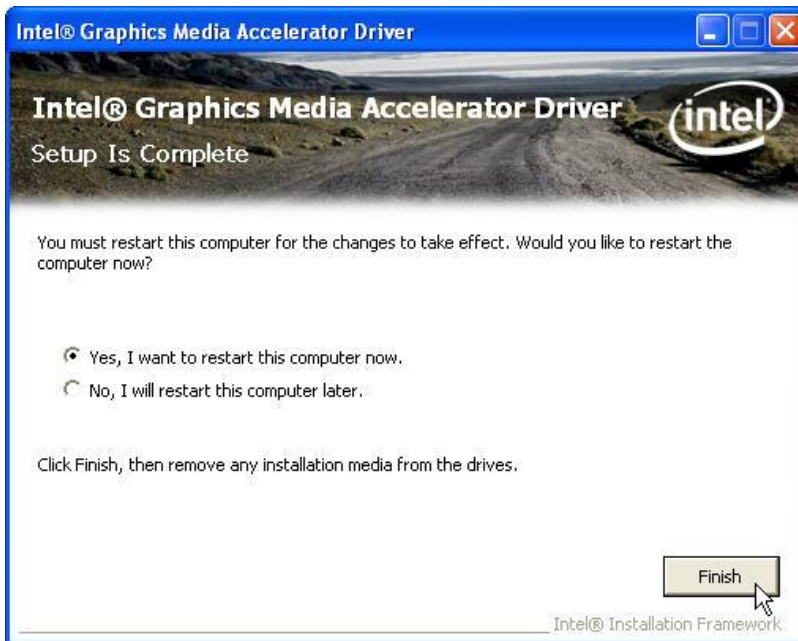 Intel® Graphics Media Accelerator Driver
Intel® Graphics Media Accelerator Driver
intel
Setup Is Complete
You must restart this computer for the changes to take effect. Would you like to restart the
computer now?
Yes, I want to restart this computer now.
No, I will restart this computer later.
Click Finish, then remove any installation media from the drives.
Finish
Intel® Installation Framework